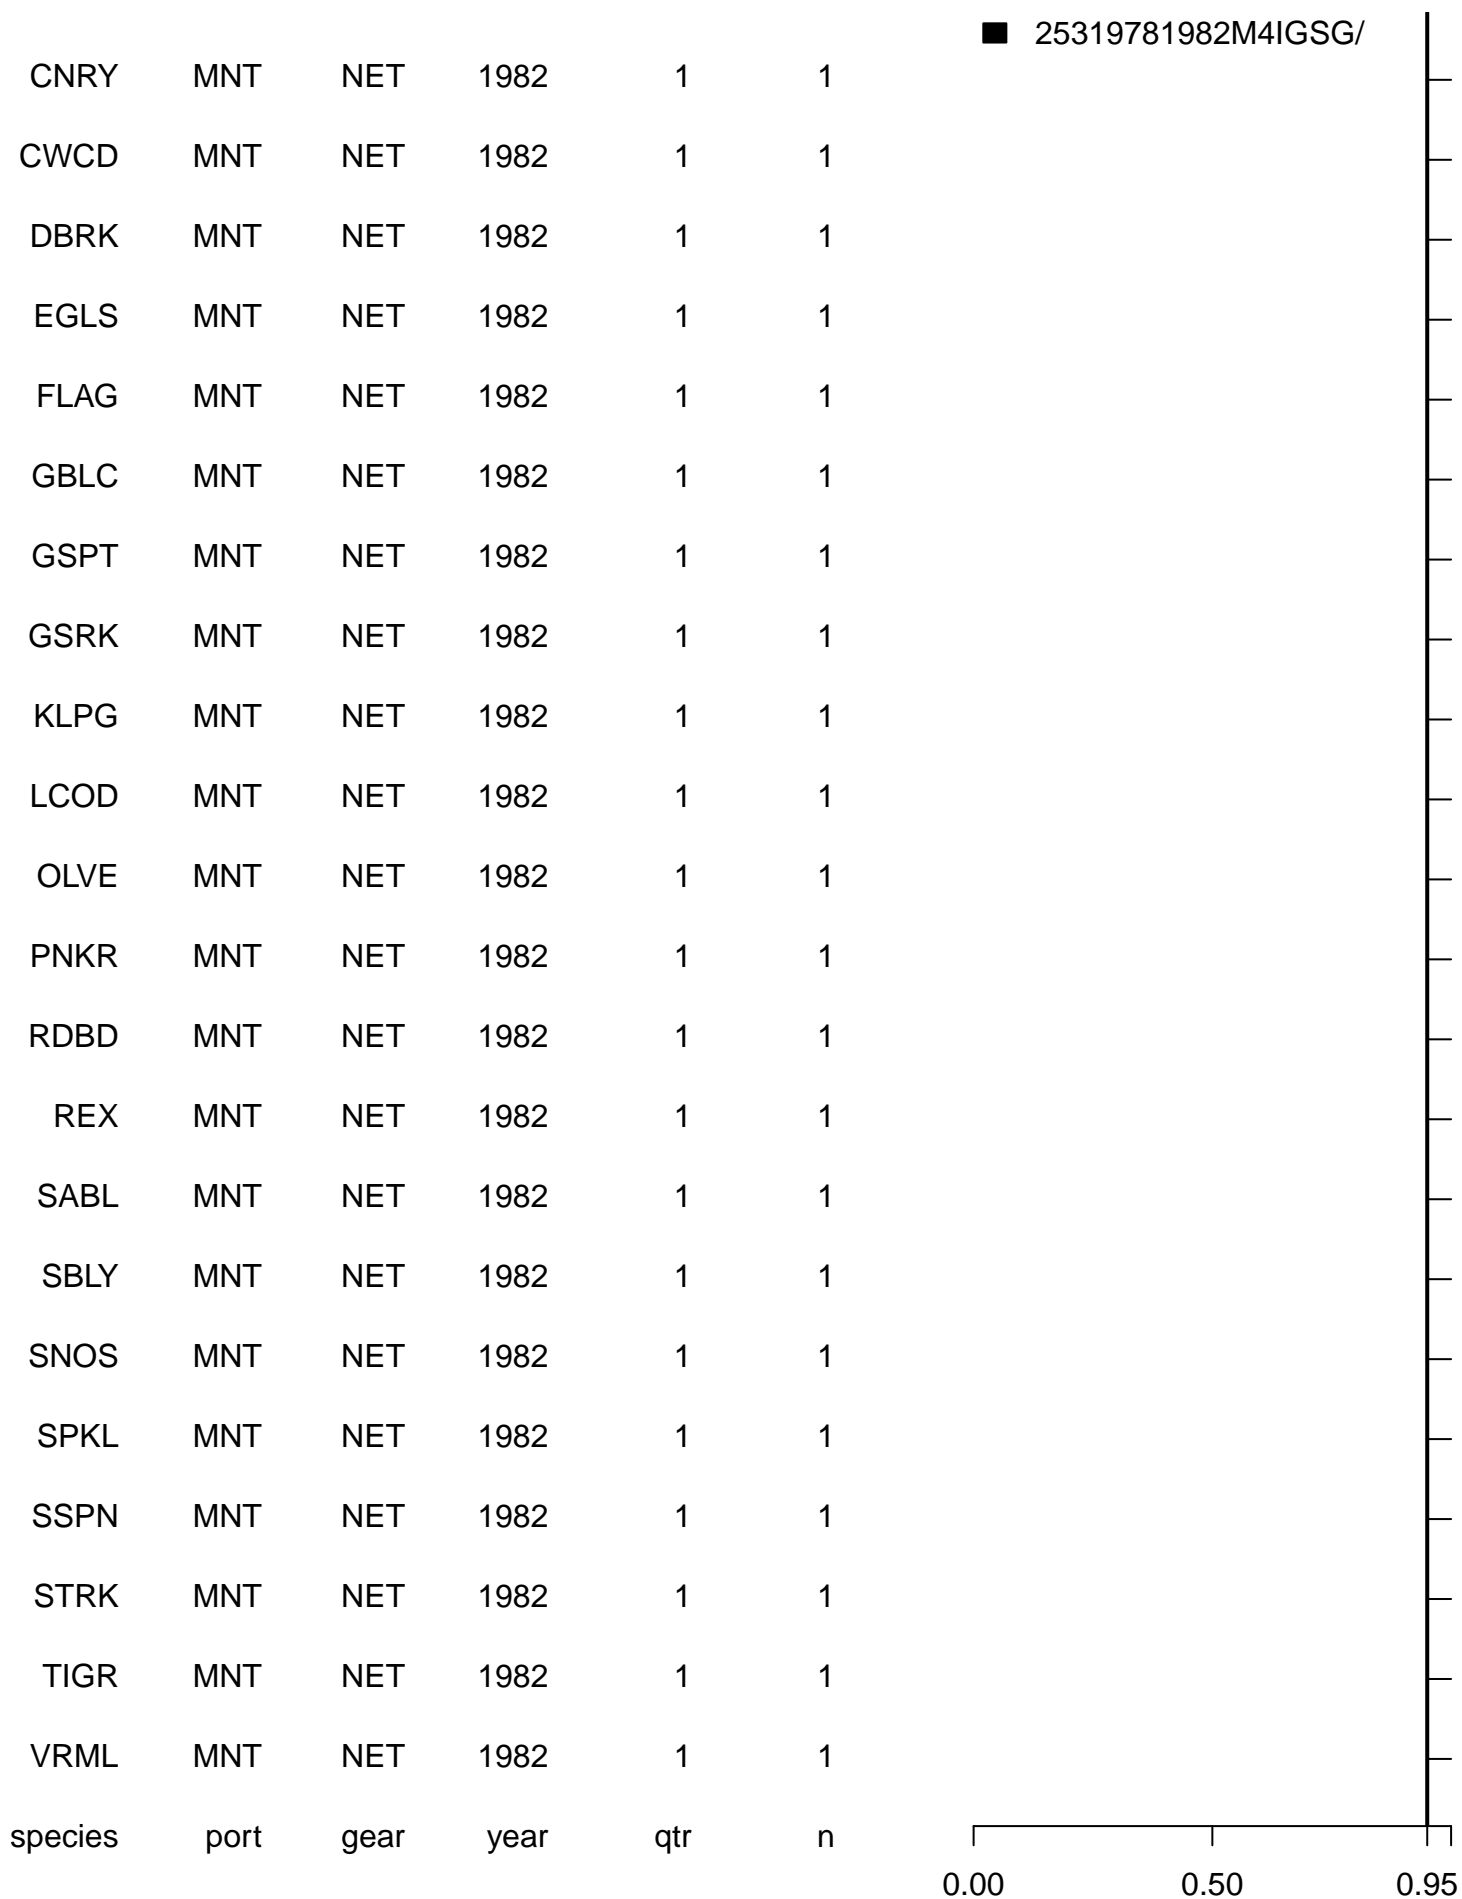 25319781982M4IGSG/
CNRY MNT NET 1982 1 1
CWCD MNT NET 1982 1 1
DBRK MNT NET 1982 1 1
EGLS MNT NET 1982 1 1
FLAG MNT NET 1982 1 1
GBLC MNT NET 1982 1 1
GSPT MNT NET 1982 1 1
GSRK MNT NET 1982 1 1
KLPG MNT NET 1982 1 1
LCOD MNT NET 1982 1 1
OLVE MNT NET 1982 1 1
PNKR MNT NET 1982 1 1
RDBD MNT NET 1982 1 1
REX MNT NET 1982 1 1
SABL MNT NET 1982 1 1
SBLY MNT NET 1982 1 1
SNOS MNT NET 1982 1 1
SPKL MNT NET 1982 1 1
SSPN MNT NET 1982 1 1
STRK MNT NET 1982 1 1
TIGR MNT NET 1982 1 1
VRML MNT NET 1982 1 1
species port gear year qtr n
0.00 0.50 0.95